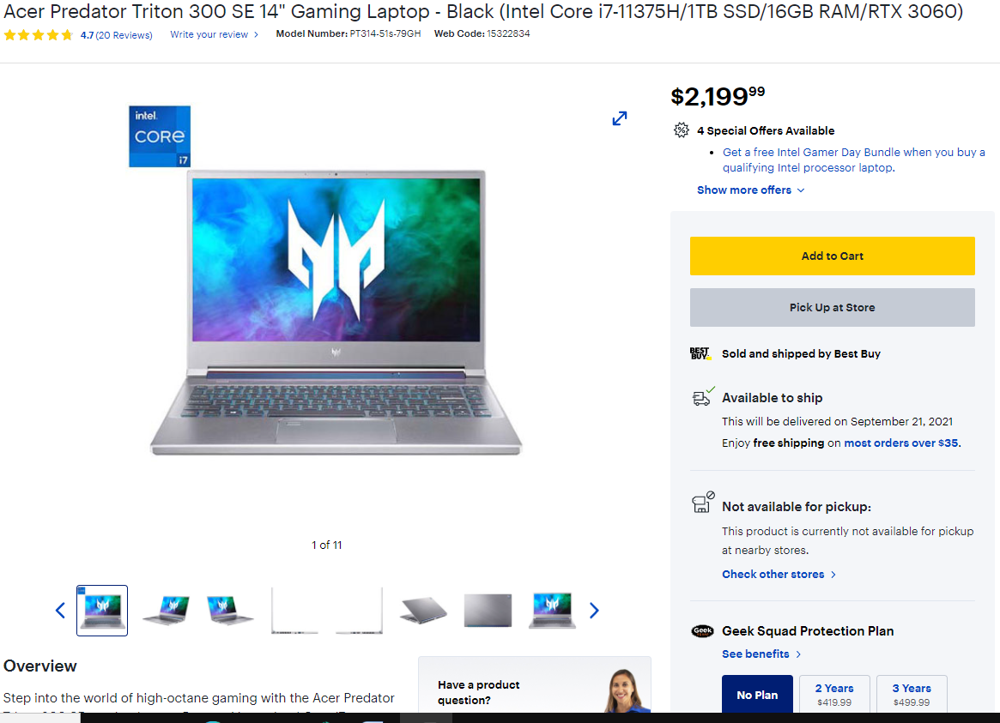 Acer Predator Triton 300 SE 14" Gaming Laptop - Black (Intel Core i7-11375H/1TB SSD/16GB RAM/RTX 3060)
4.7 (20 Reviews) Write your review Model Number: PT314-51s-79GH Web Code: 15322834
$2,199.99
4 Special Offers Available
Get a free Intel Gamer Day Bundle when you buy a
qualifying Intel processor laptop.
Show more offers
intel.
CORE
i7
Add to Cart
Pick Up at Store
BEST
BUY
Sold and shipped by Best Buy
Available to ship
This will be delivered on September 21, 2021
Enjoy free shipping on most orders over $35.
Not available for pickup:
This product is currently not available for pickup
at nearby stores.
Check other stores
1 of 11
Geek Squad Protection Plan
See benefits
No Plan
2 Years
$419.99
3 Years
$499.99
Overview
Step into the world of high-octane gaming with the Acer Predator
Have a product
question?